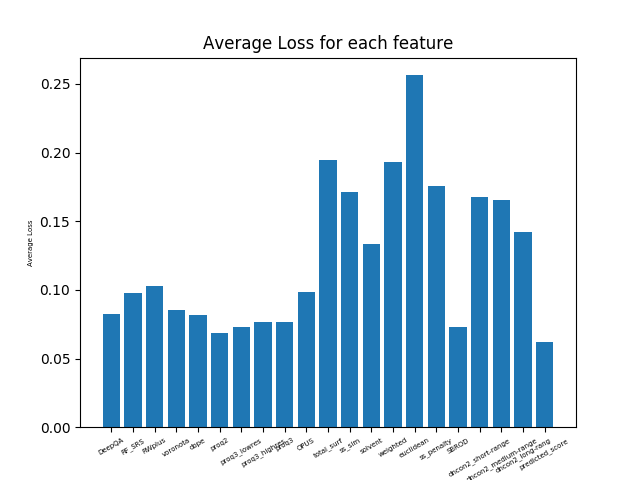 Average Loss for each feature
Average Loss
0.25
0.20
0.15
0.10
0.05
0.00
DeepQA
RF_SRS
RWplus
voronota
dope
proq2
proq3_lowres
proq3_highres
proq3
OPUS
total_surf
ss_sim
solvent
weighted
euclidean
ss_penalty
SBROD
dncon2_short-range
dncon2_medium-range
dncon2_long-rang
predicted_score